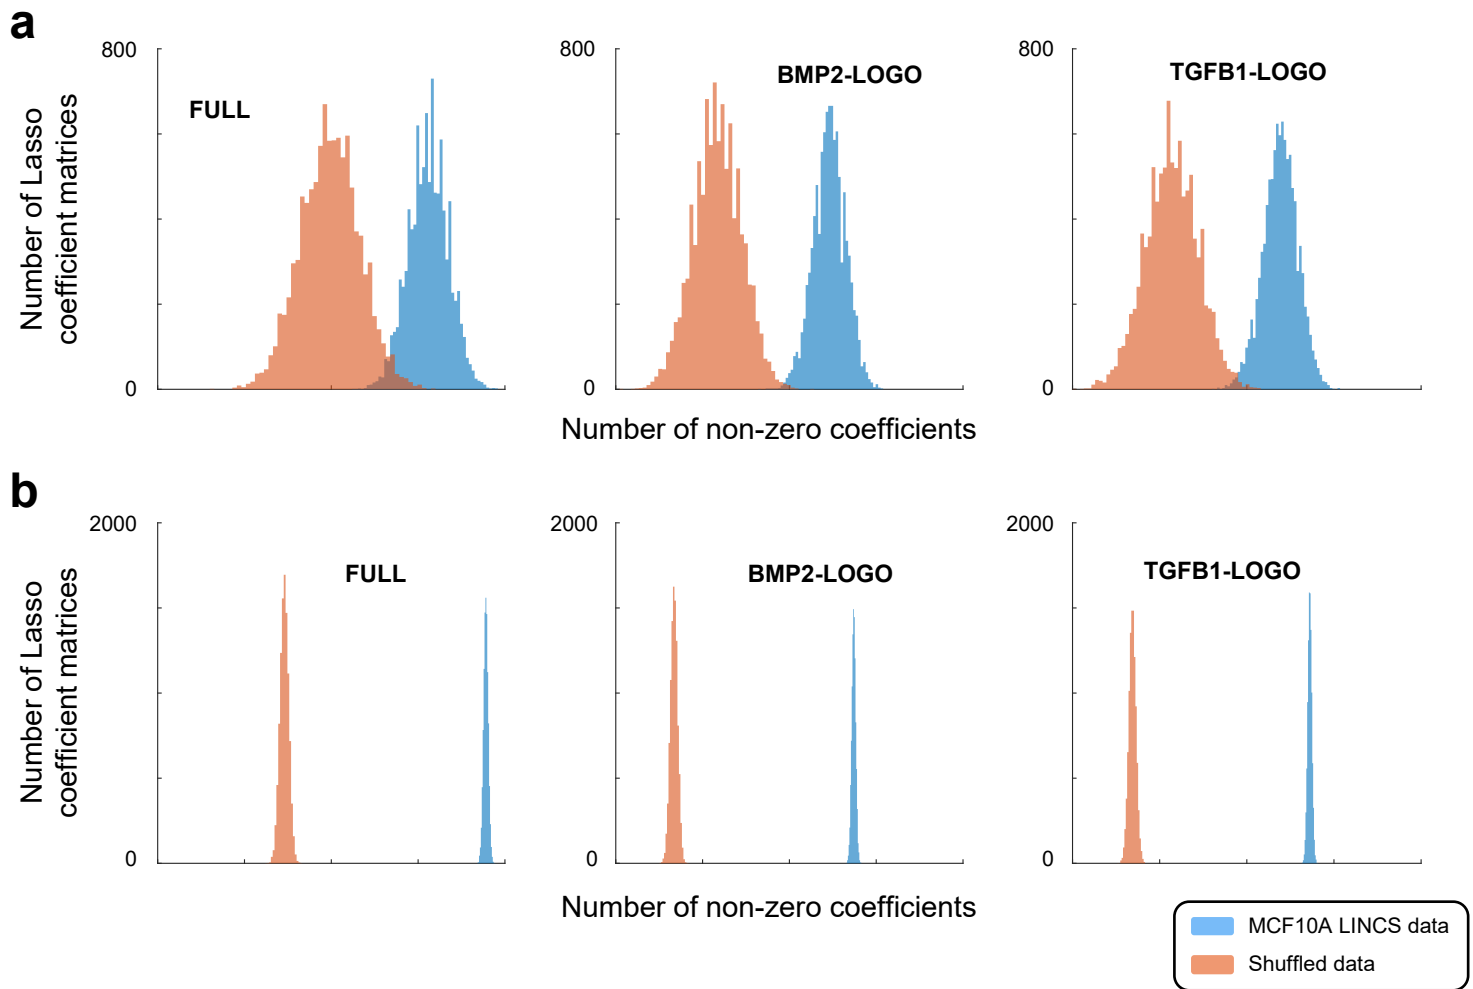 a
800
FULL
0
Number of Lasso
coefficient matrices
800
BMP2-LOGO
0
800
TGFB1-LOGO
0
Number of non-zero coefficients
b
2000
FULL
0
Number of Lasso
coefficient matrices
2000
BMP2-LOGO
0
2000
TGFB1-LOGO
0
Number of non-zero coefficients
MCF10A LINCS data
Shuffled data